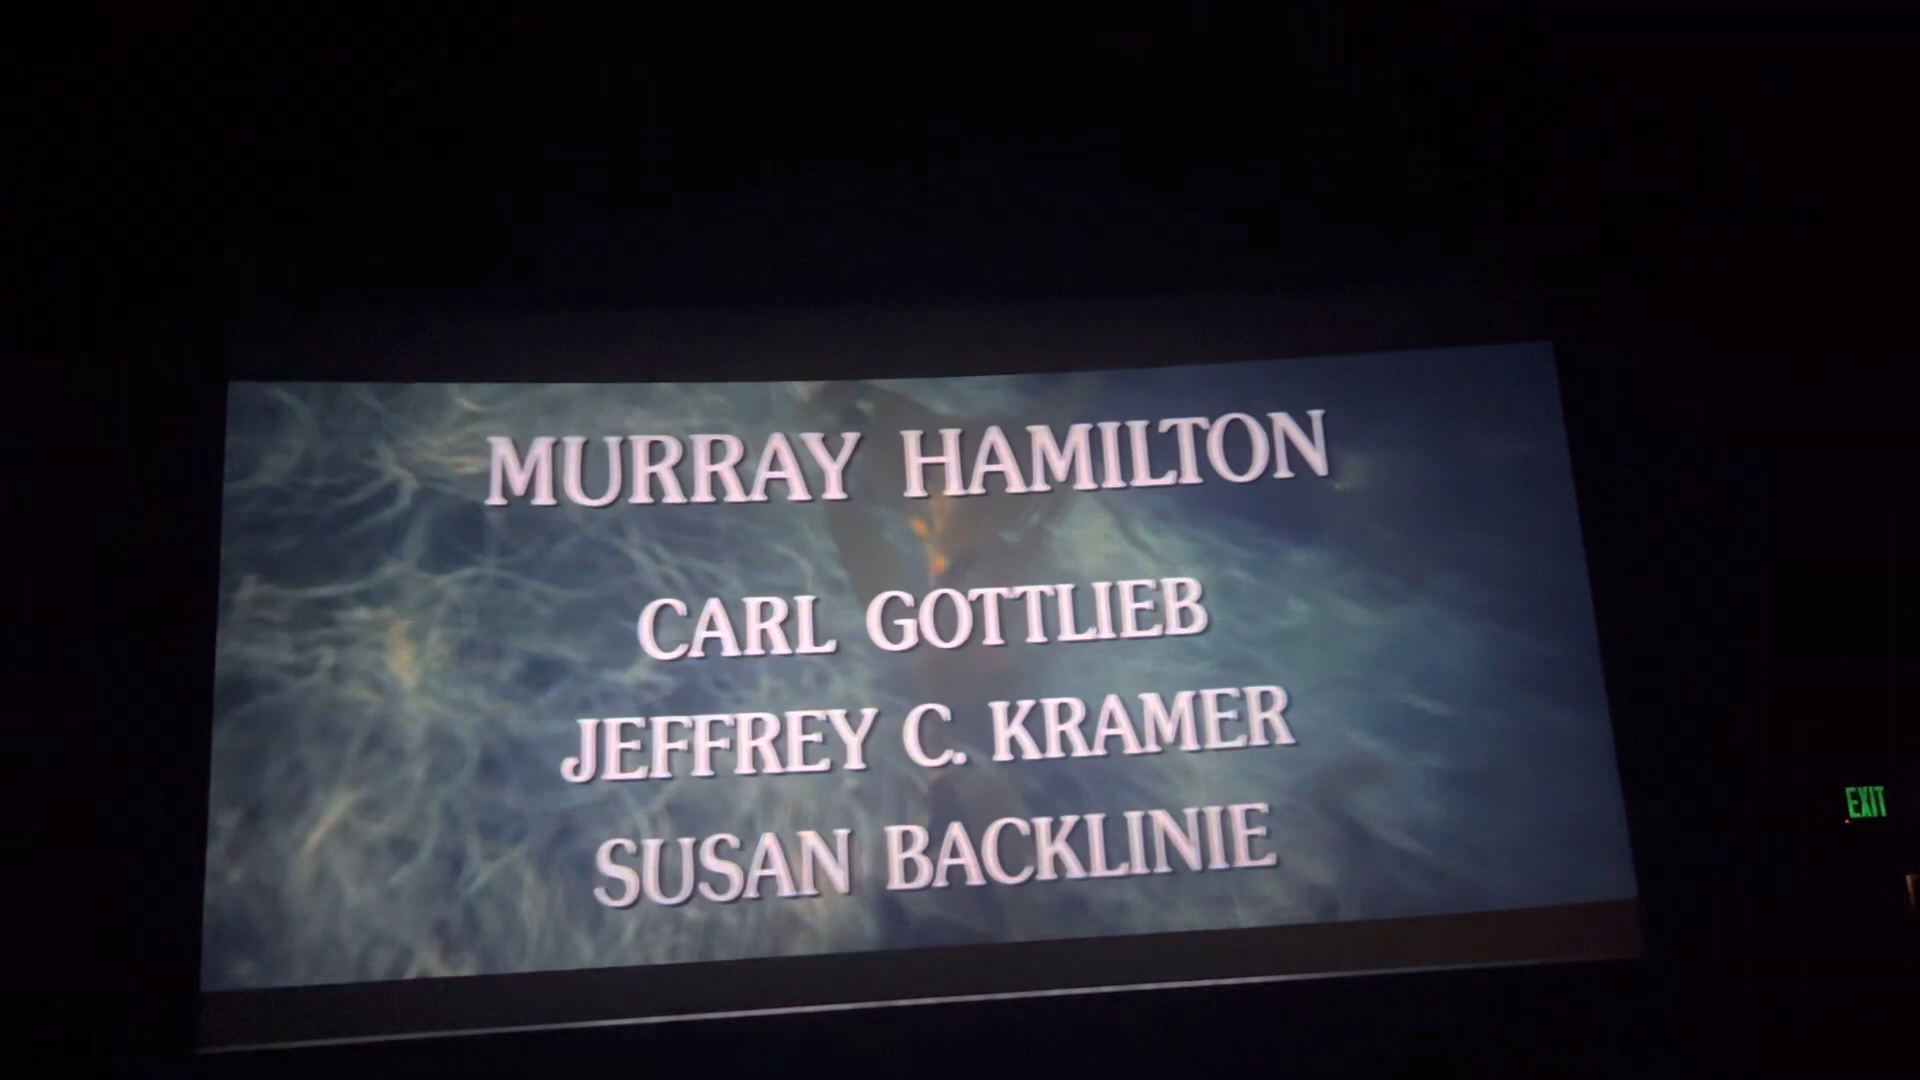 MURRAY HAMILTON
CARL GOTTLIEB
JEFFREY C. KRAMER
SUSAN BACKLINIE
EXIT